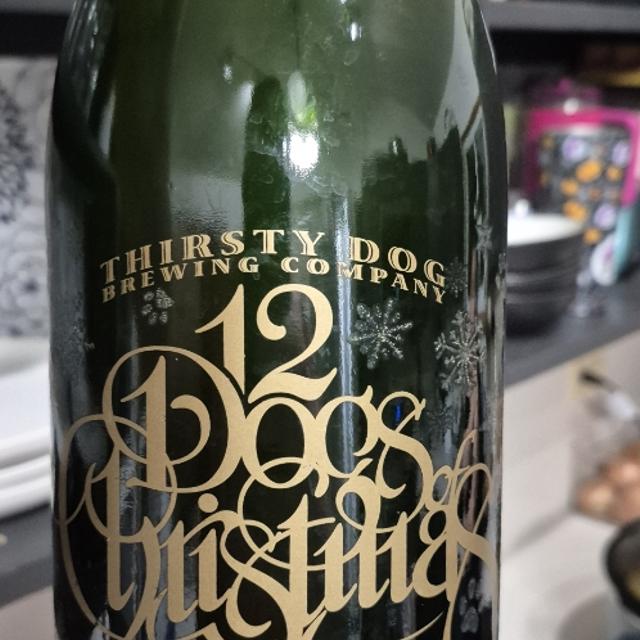 THIRSTY DOG
BREWING COMPANY
12
Dogs of
Christmas